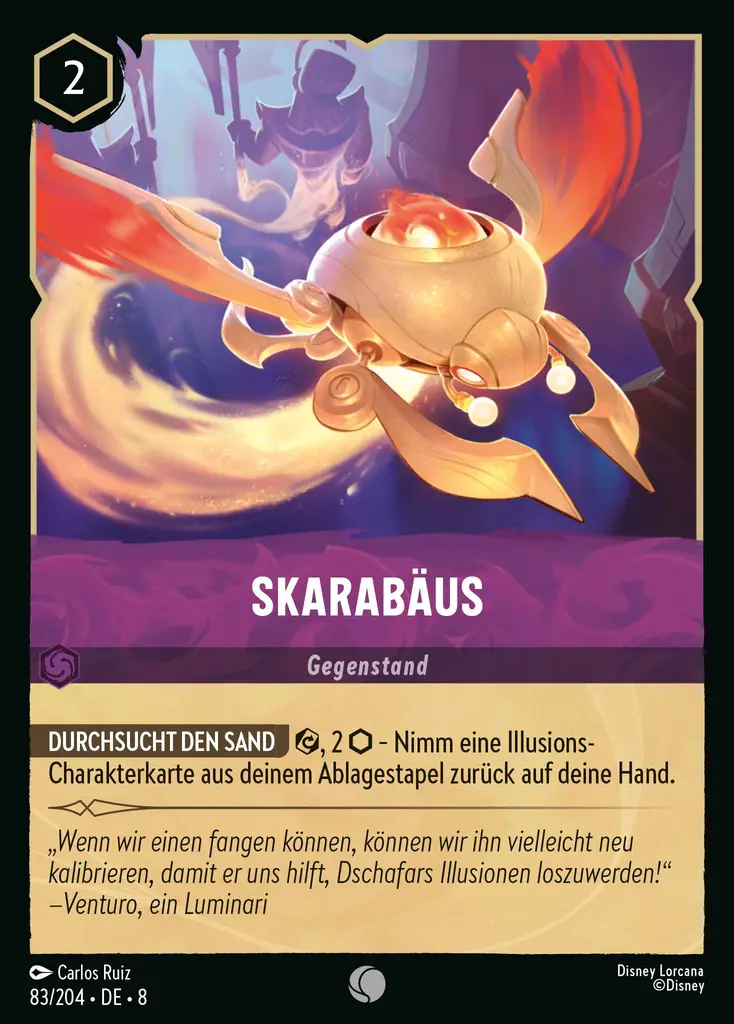 2
SKARABÄUS
Gegenstand
DURCHSUCHT DEN SAND , 2 - Nimm eine Illusions-
Charakterkarte aus deinem Ablagestapel zurück auf deine Hand.
„Wenn wir einen fangen können, können wir ihn vielleicht neu
kalibrieren, damit er uns hilft, Dschafars Illusionen loszuwerden!“
–Venturo, ein Luminari
Carlos Ruiz
83/204 • DE • 8
Disney Lorcana
©Disney